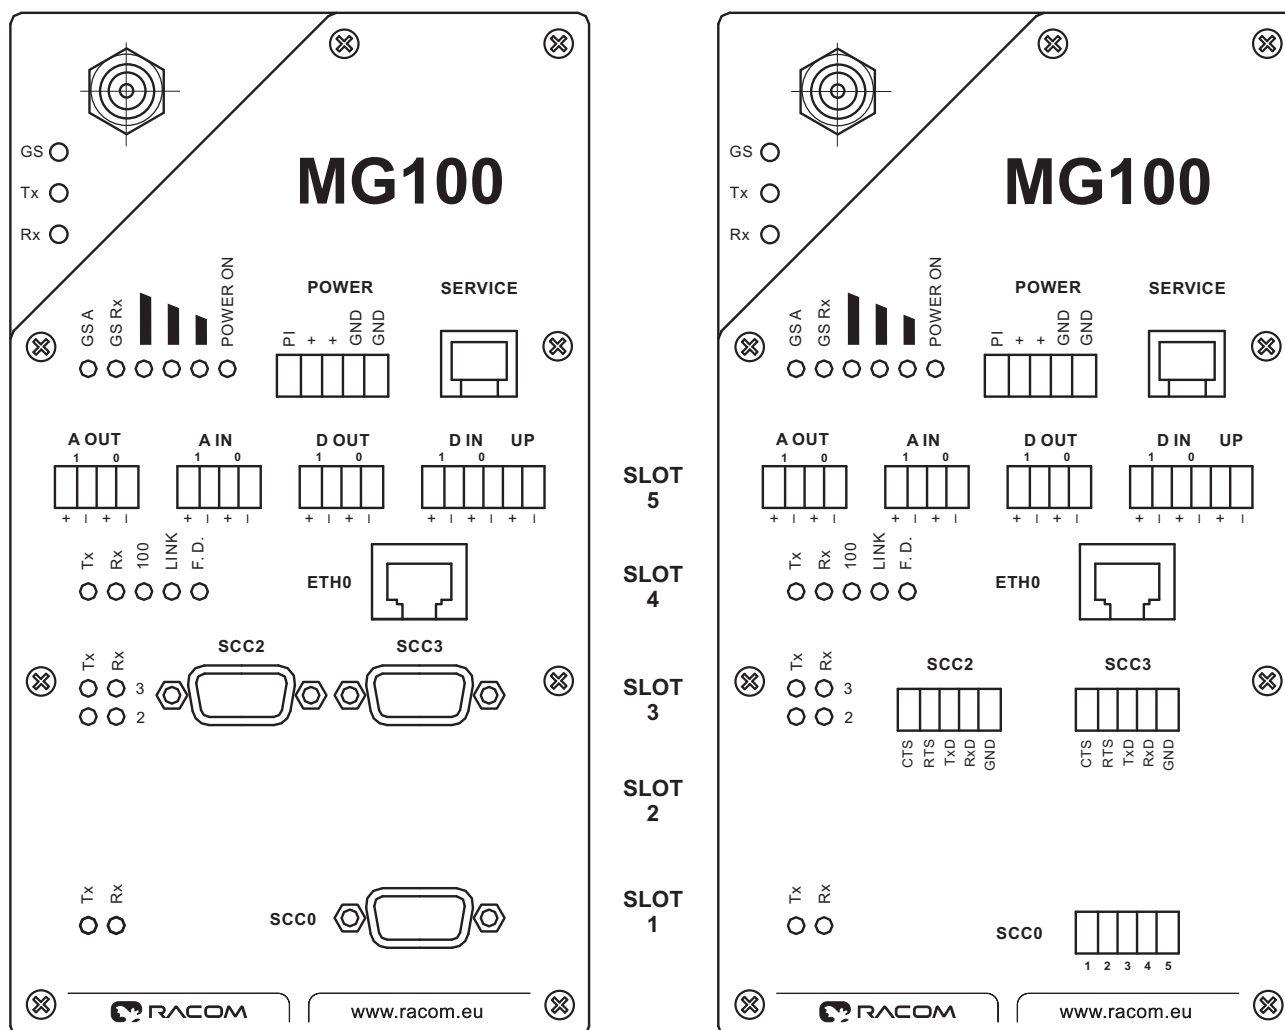 GS
Tx
Rx
MG100
GS A
GS Rx
POWER ON
POWER
PI + + GND GND
SERVICE
A OUT
1 0
+ – + –
A IN
1 0
+ – + –
D OUT
1 0
+ – + –
D IN UP
1 0
+ – + – + –
Tx Rx 100 LINK F. D.
ETH0
SCC2 SCC3
Tx Rx
3
2
Tx Rx
SCC0
RACOM www.racom.eu
SLOT
5
SLOT
4
SLOT
3
SLOT
2
SLOT
1
GS
Tx
Rx
MG100
GS A
GS Rx
POWER ON
POWER
PI + + GND GND
SERVICE
A OUT
1 0
+ – + –
A IN
1 0
+ – + –
D OUT
1 0
+ – + –
D IN UP
1 0
+ – + – + –
Tx Rx 100 LINK F. D.
ETH0
Tx Rx
3
2
SCC2
CTS RTS TxD RxD GND
SCC3
CTS RTS TxD RxD GND
Tx Rx
SCC0
1 2 3 4 5
RACOM www.racom.eu